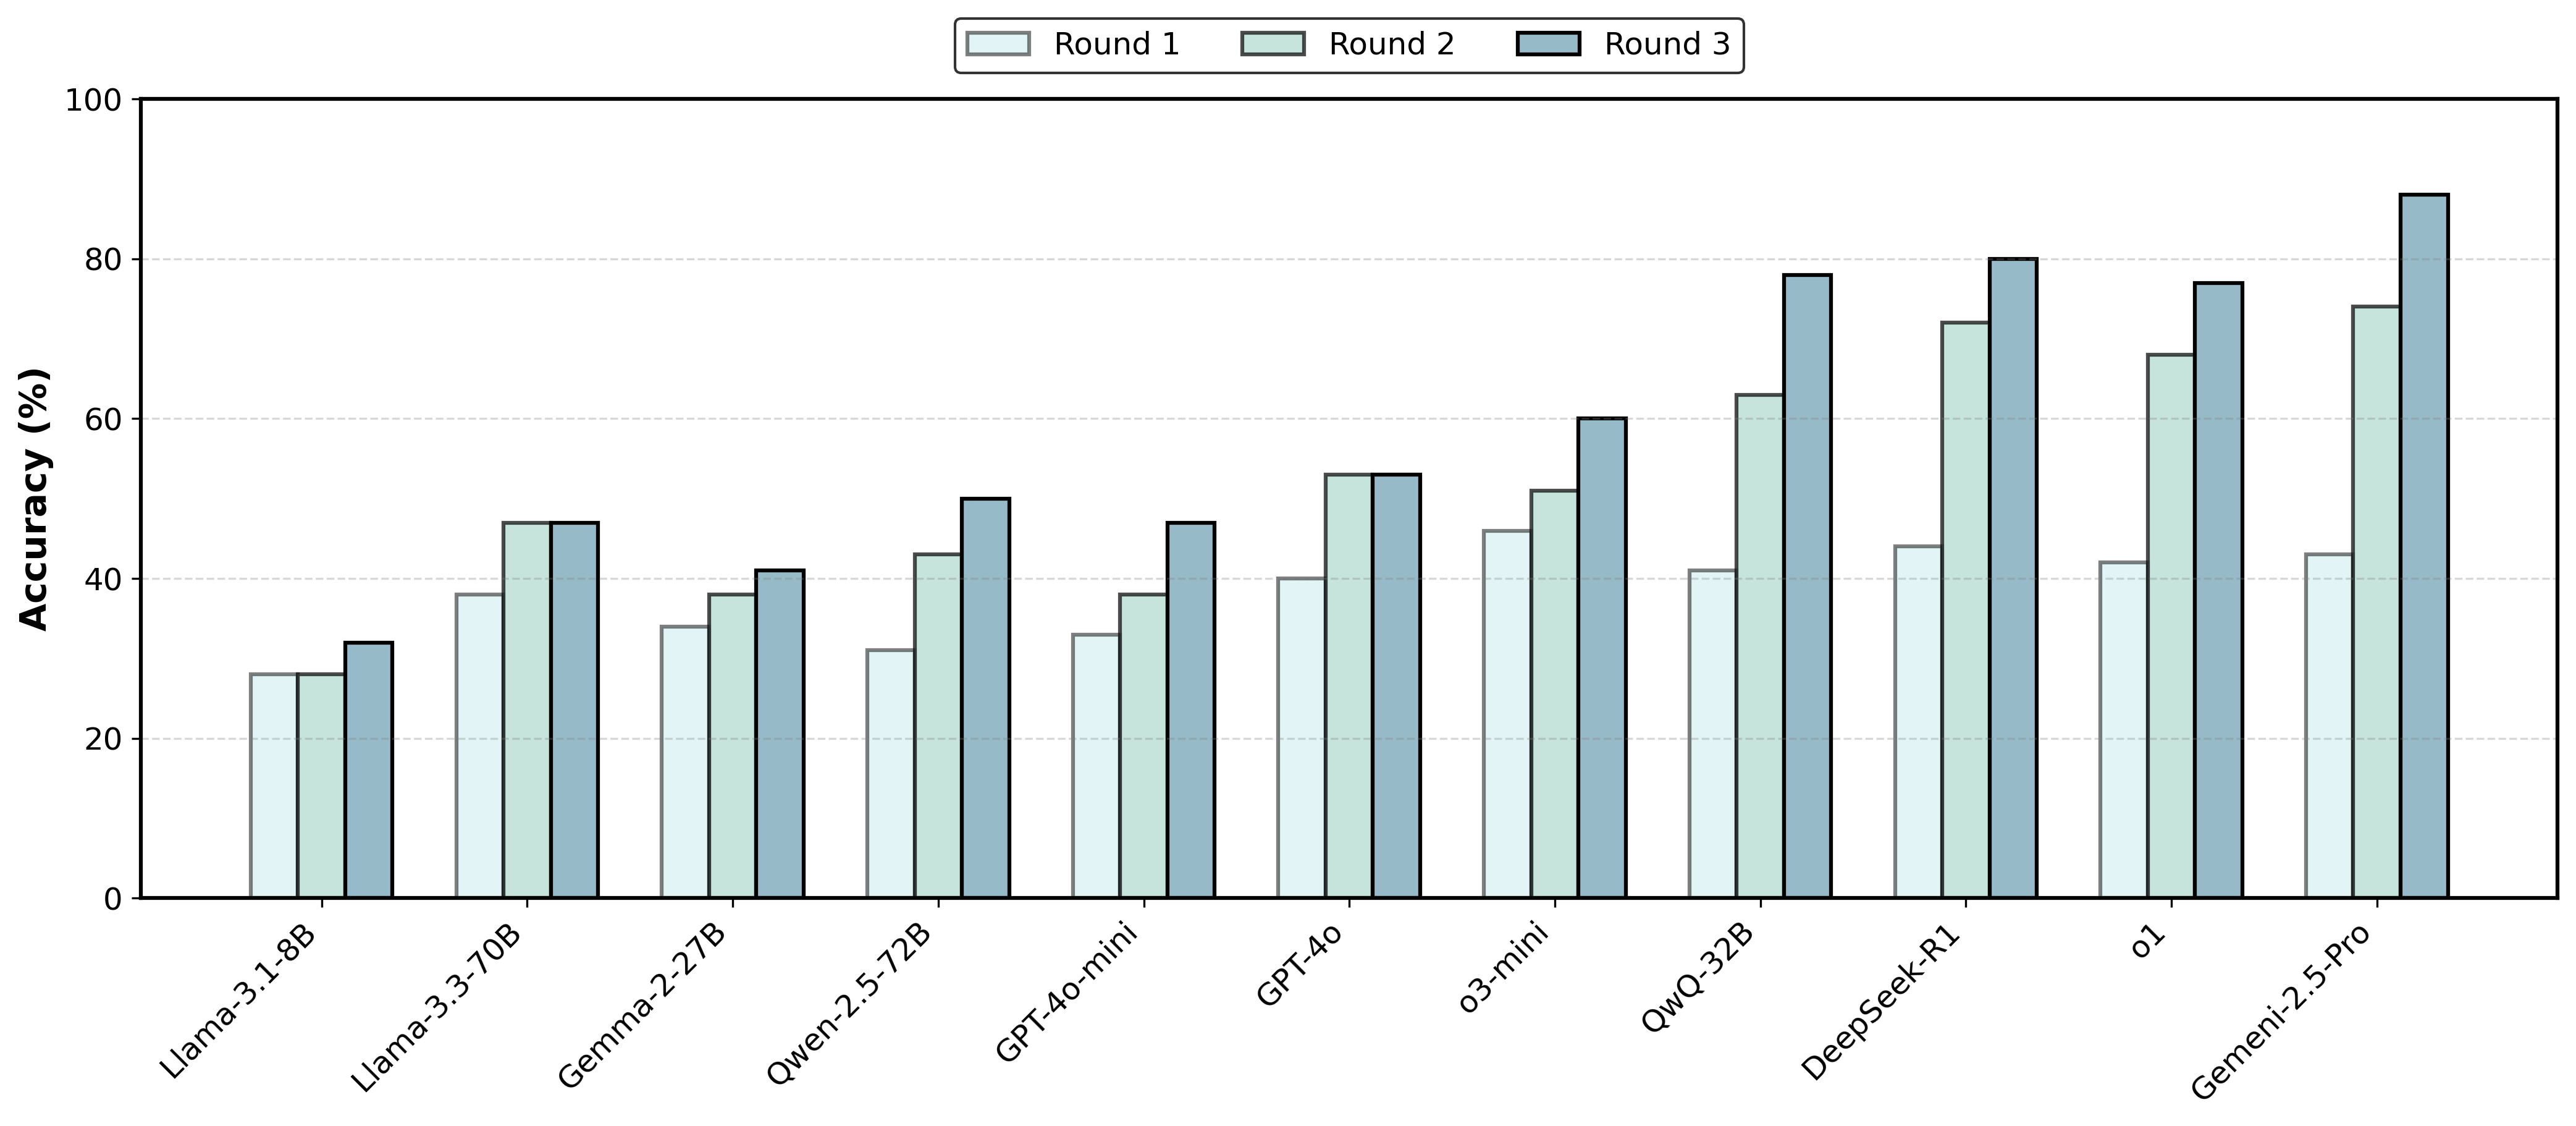 Round 1 Round 2 Round 3
Accuracy (%)
100
80
60
40
20
0
Llama-3.1-8B
Llama-3.3-70B
Gemma-2-27B
Qwen-2.5-72B
GPT-4o-mini
GPT-4o
o3-mini
QwQ-32B
DeepSeek-R1
o1
Gemeni-2.5-Pro